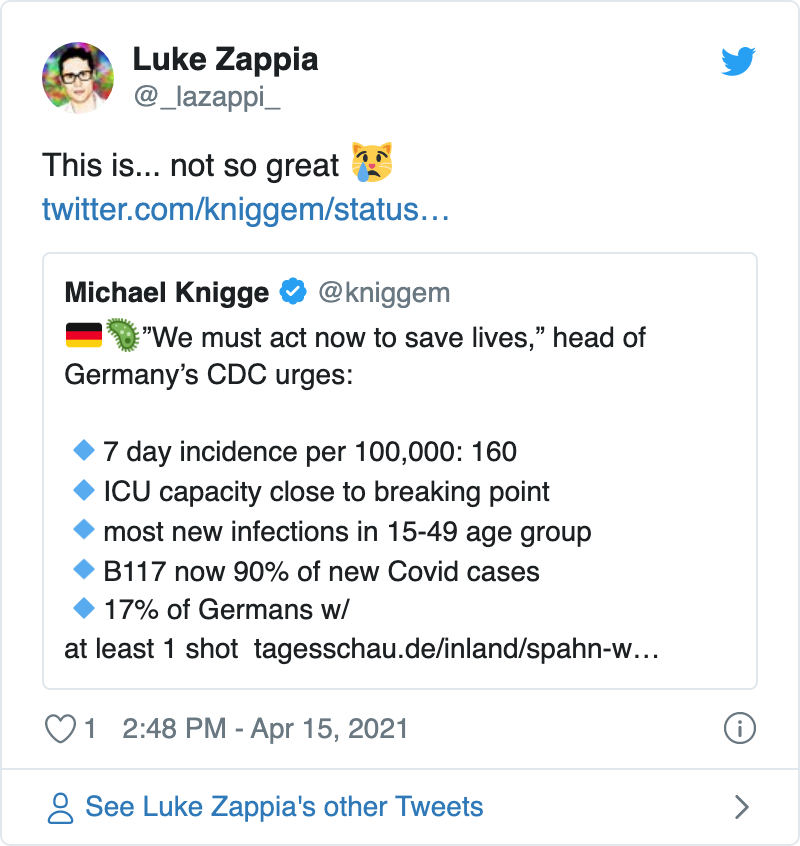 Luke Zappia
@_lazappi_
This is... not so great 😿
twitter.com/kniggem/status…
Michael Knigge @kniggem
🇩🇪🦠”We must act now to save lives,” head of
Germany’s CDC urges:
🔹7 day incidence per 100,000: 160
🔹ICU capacity close to breaking point
🔹most new infections in 15-49 age group
🔹B117 now 90% of new Covid cases
🔹17% of Germans w/
at least 1 shot tagesschau.de/inland/spahn-w…
1 2:48 PM - Apr 15, 2021
See Luke Zappia's other Tweets